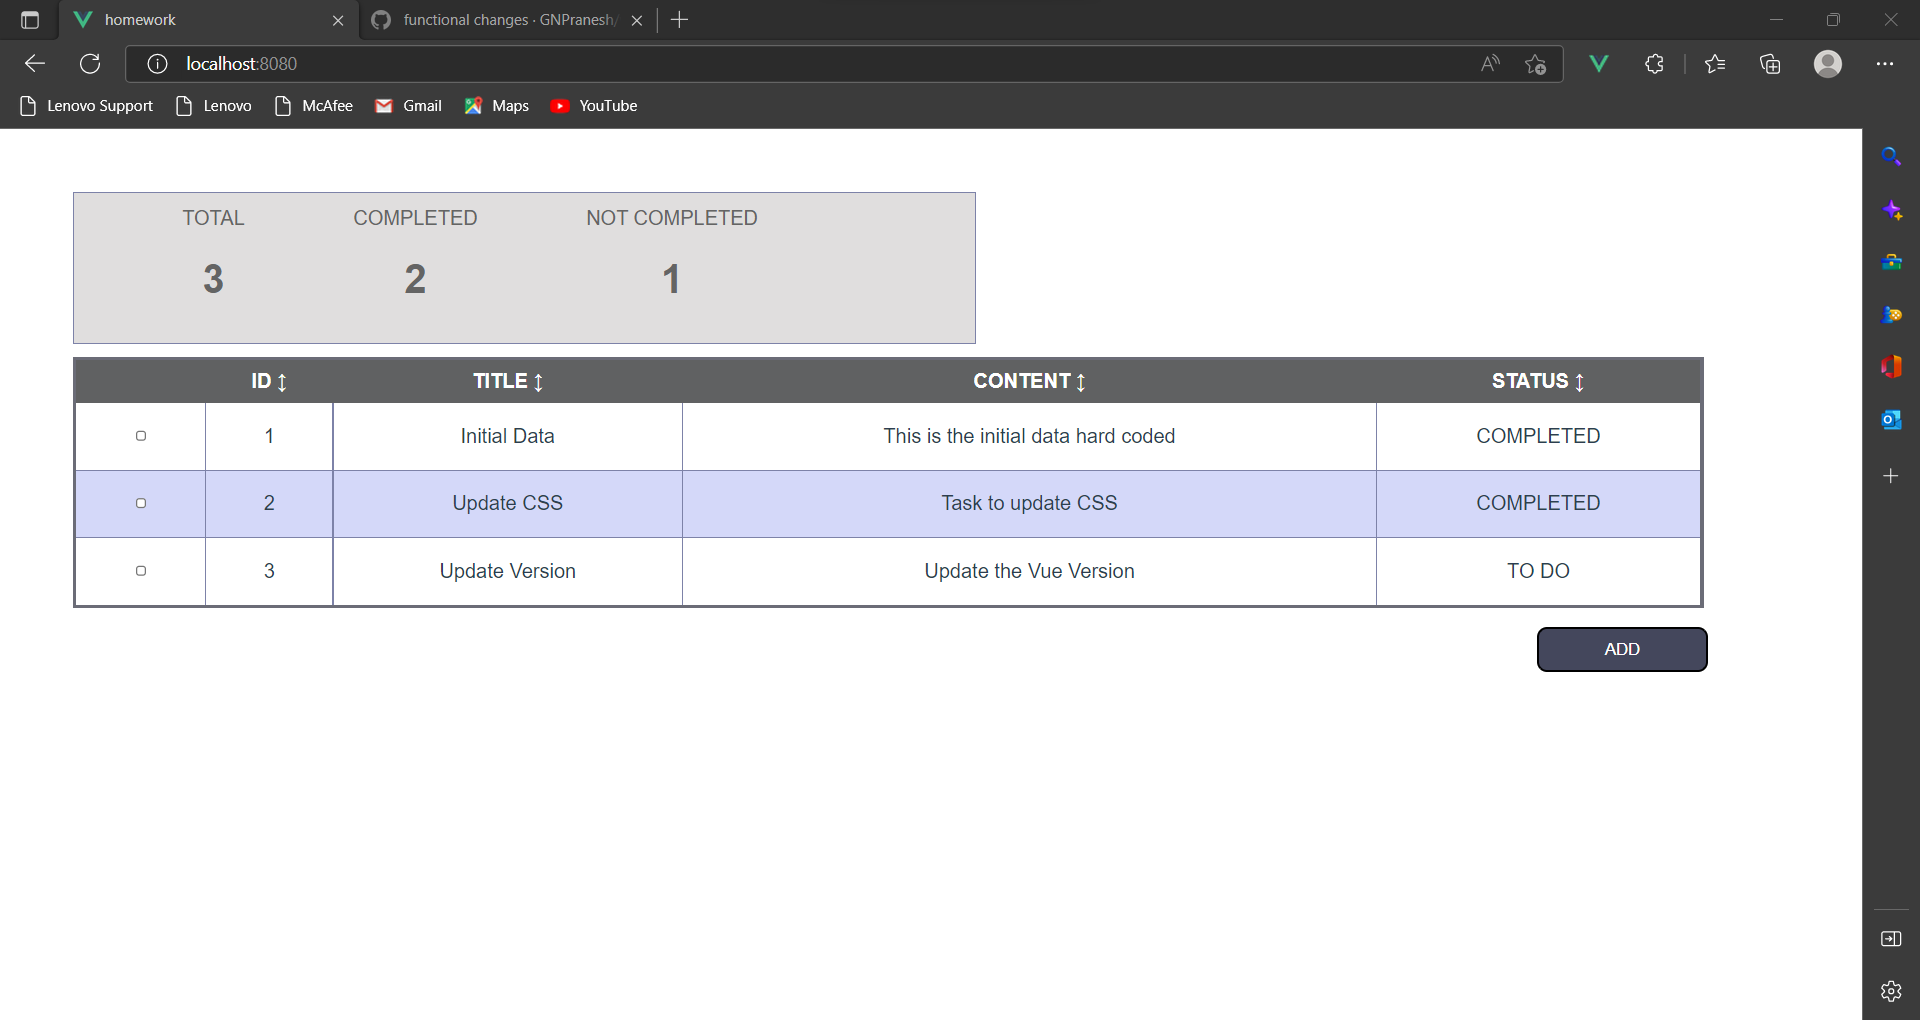 homework
functional changes · GNPranesh/
localhost:8080
Lenovo Support Lenovo McAfee Gmail Maps YouTube
TOTAL COMPLETED NOT COMPLETED
3 2 1
ID TITLE CONTENT STATUS
1 Initial Data This is the initial data hard coded COMPLETED
2 Update CSS Task to update CSS COMPLETED
3 Update Version Update the Vue Version TO DO
ADD